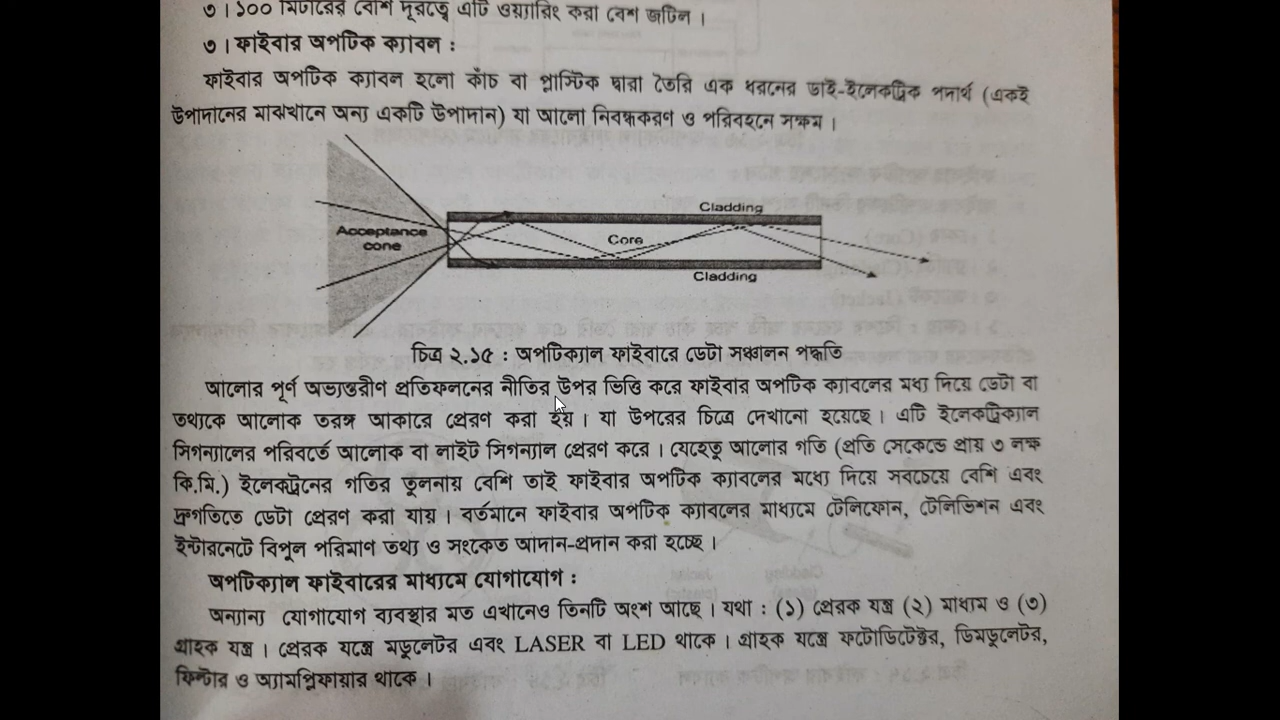 ৩। ১০০ মিটারের বেশি দূরত্বে এটি ওয়্যারিং করা বেশ জটিল।
৩। ফাইবার অপটিক ক্যাবল :
ফাইবার অপটিক ক্যাবল হলো কাঁচ বা প্লাস্টিক দ্বারা তৈরি এক ধরনের ডাই-ইলেকট্রিক পদার্থ (একই
উপাদানের মাঝখানে অন্য একটি উপাদান) যা আলো নিবন্ধকরণ ও পরিবহনে সক্ষম।
Cladding
Acceptance
cone
Core
Cladding
চিত্র ২.১৫ : অপটিক্যাল ফাইবারে ডেটা সঞ্চালন পদ্ধতি
আলোর পূর্ণ অভ্যন্তরীণ প্রতিফলনের নীতির উপর ভিত্তি করে ফাইবার অপটিক ক্যাবলের মধ্য দিয়ে ডেটা বা
তথ্যকে আলোক তরঙ্গ আকারে প্রেরণ করা হয়। যা উপরের চিত্রে দেখানো হয়েছে। এটি ইলেকট্রিক্যাল
সিগন্যালের পরিবর্তে আলোক বা লাইট সিগন্যাল প্রেরণ করে। যেহেতু আলোর গতি (প্রতি সেকেন্ডে প্রায় ৩ লক্ষ
কি.মি.) ইলেকট্রনের গতির তুলনায় বেশি তাই ফাইবার অপটিক ক্যাবলের মধ্যে দিয়ে সবচেয়ে বেশি এবং
দ্রুগতিতে ডেটা প্রেরণ করা যায়। বর্তমানে ফাইবার অপটিক ক্যাবলের মাধ্যমে টেলিফোন, টেলিভিশন এবং
ইন্টারনেটে বিপুল পরিমাণ তথ্য ও সংকেত আদান-প্রদান করা হচ্ছে।
অপটিক্যাল ফাইবারের মাধ্যমে যোগাযোগ :
অন্যান্য যোগাযোগ ব্যবস্থার মত এখানেও তিনটি অংশ আছে। যথা : (১) প্রেরক যন্ত্র (২) মাধ্যম ও (৩)
গ্রাহক যন্ত্র। প্রেরক যন্ত্রে মডুলেটর এবং LASER বা LED থাকে। গ্রাহক যন্ত্রে ফটোডিটেক্টর, ডিমডুলেটর,
ফিল্টার ও অ্যামপ্লিফায়ার থাকে।